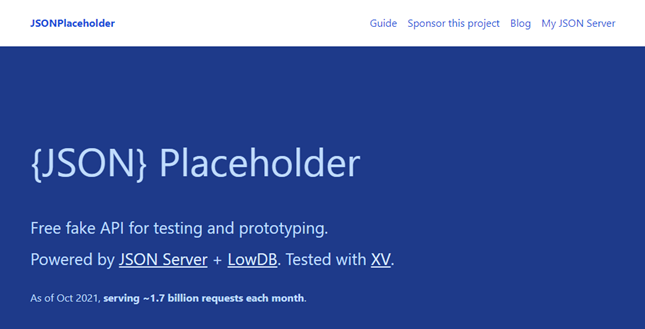 JSONPlaceholder
Guide Sponsor this project Blog My JSON Server
{JSON} Placeholder
Free fake API for testing and prototyping.
Powered by JSON Server + LowDB. Tested with XV.
As of Oct 2021, serving ~1.7 billion requests each month.